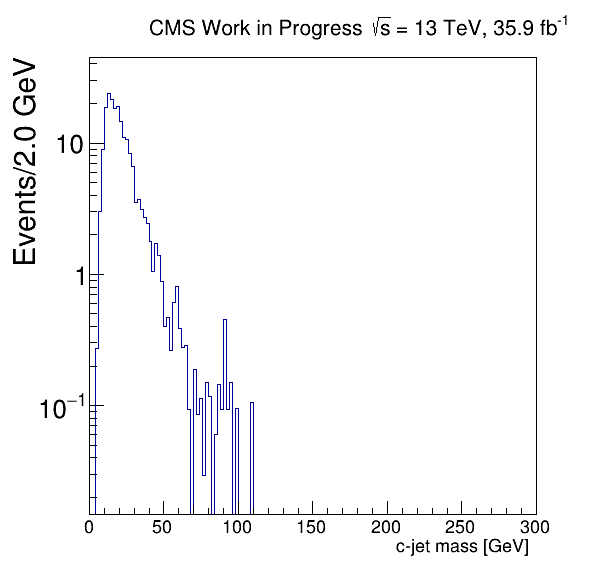 CMS Work in Progress √s = 13 TeV, 35.9 fb⁻¹
Events/2.0 GeV
10
1
10⁻¹
0 50 100 150 200 250 300
c-jet mass [GeV]